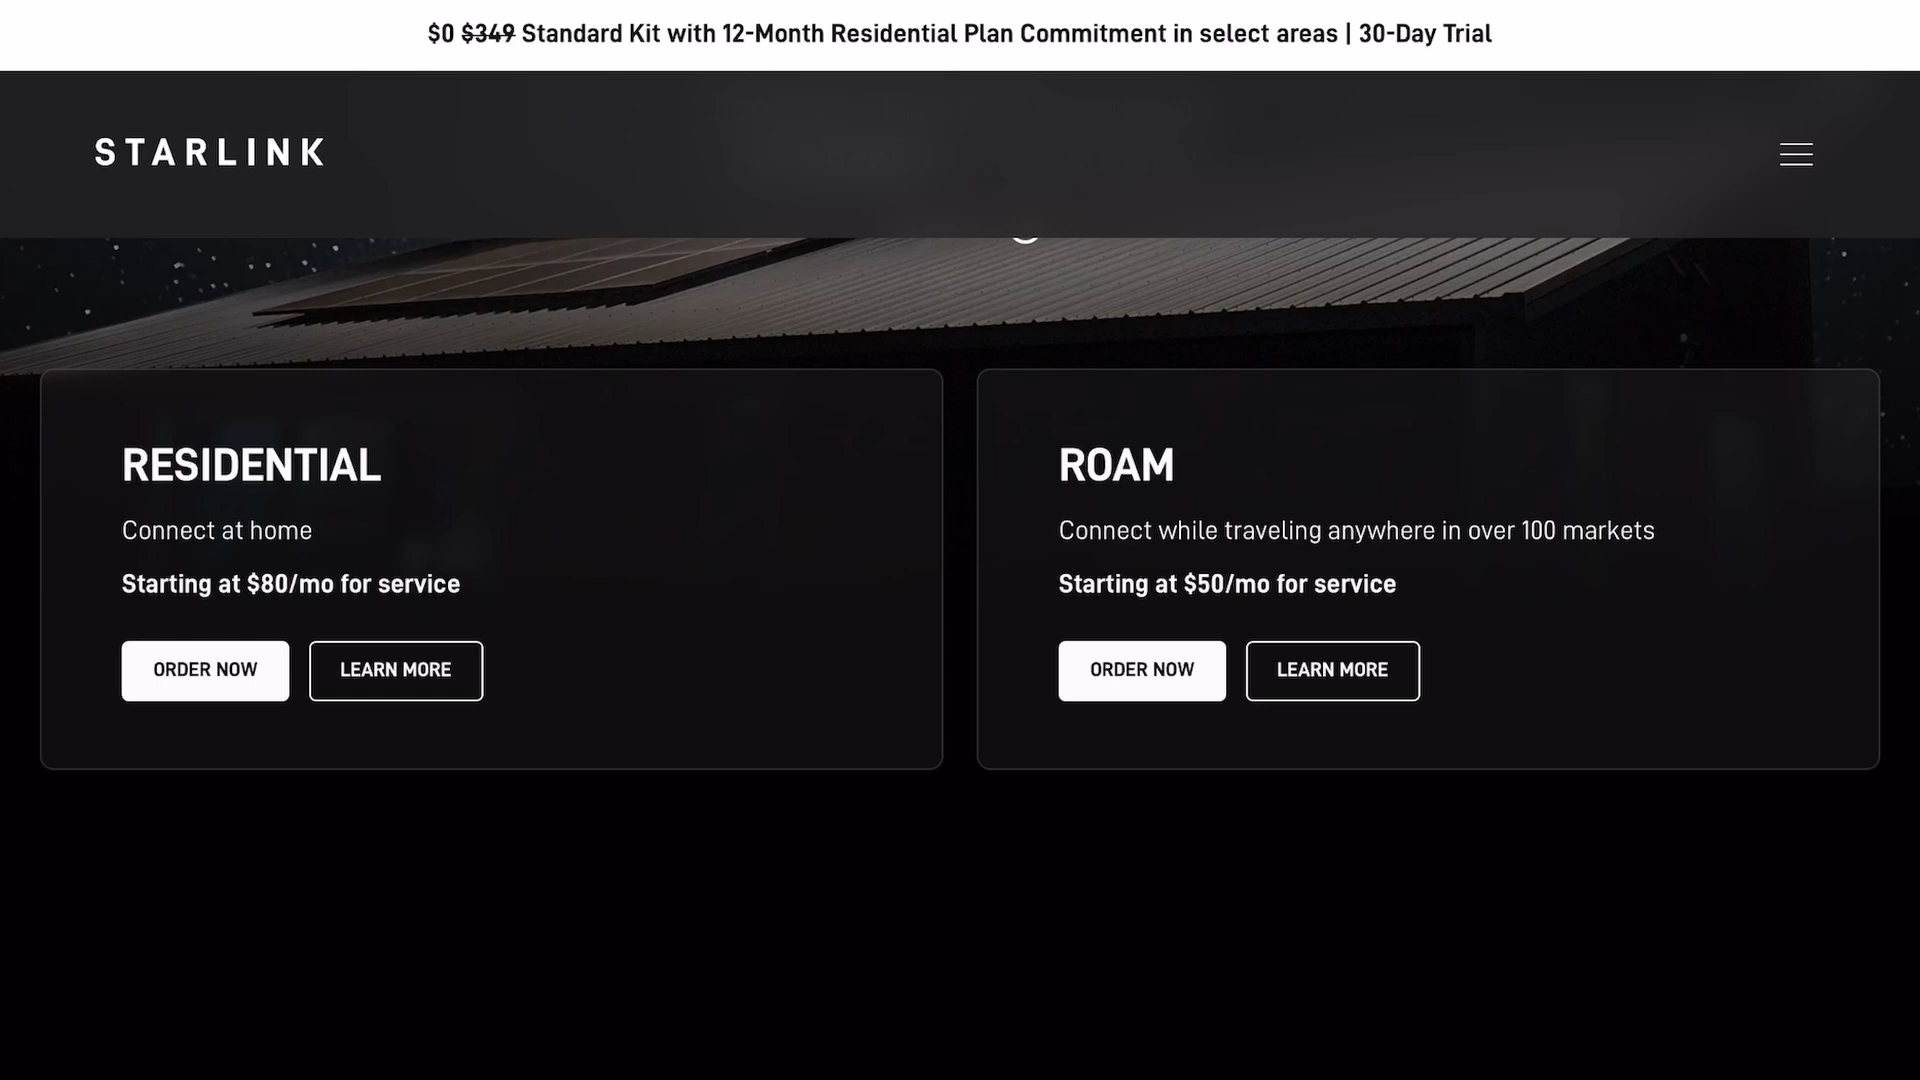 $0 $349 Standard Kit with 12-Month Residential Plan Commitment in select areas | 30-Day Trial
STARLINK
RESIDENTIAL
Connect at home
Starting at $80/mo for service
ORDER NOW
LEARN MORE
ROAM
Connect while traveling anywhere in over 100 markets
Starting at $50/mo for service
ORDER NOW
LEARN MORE